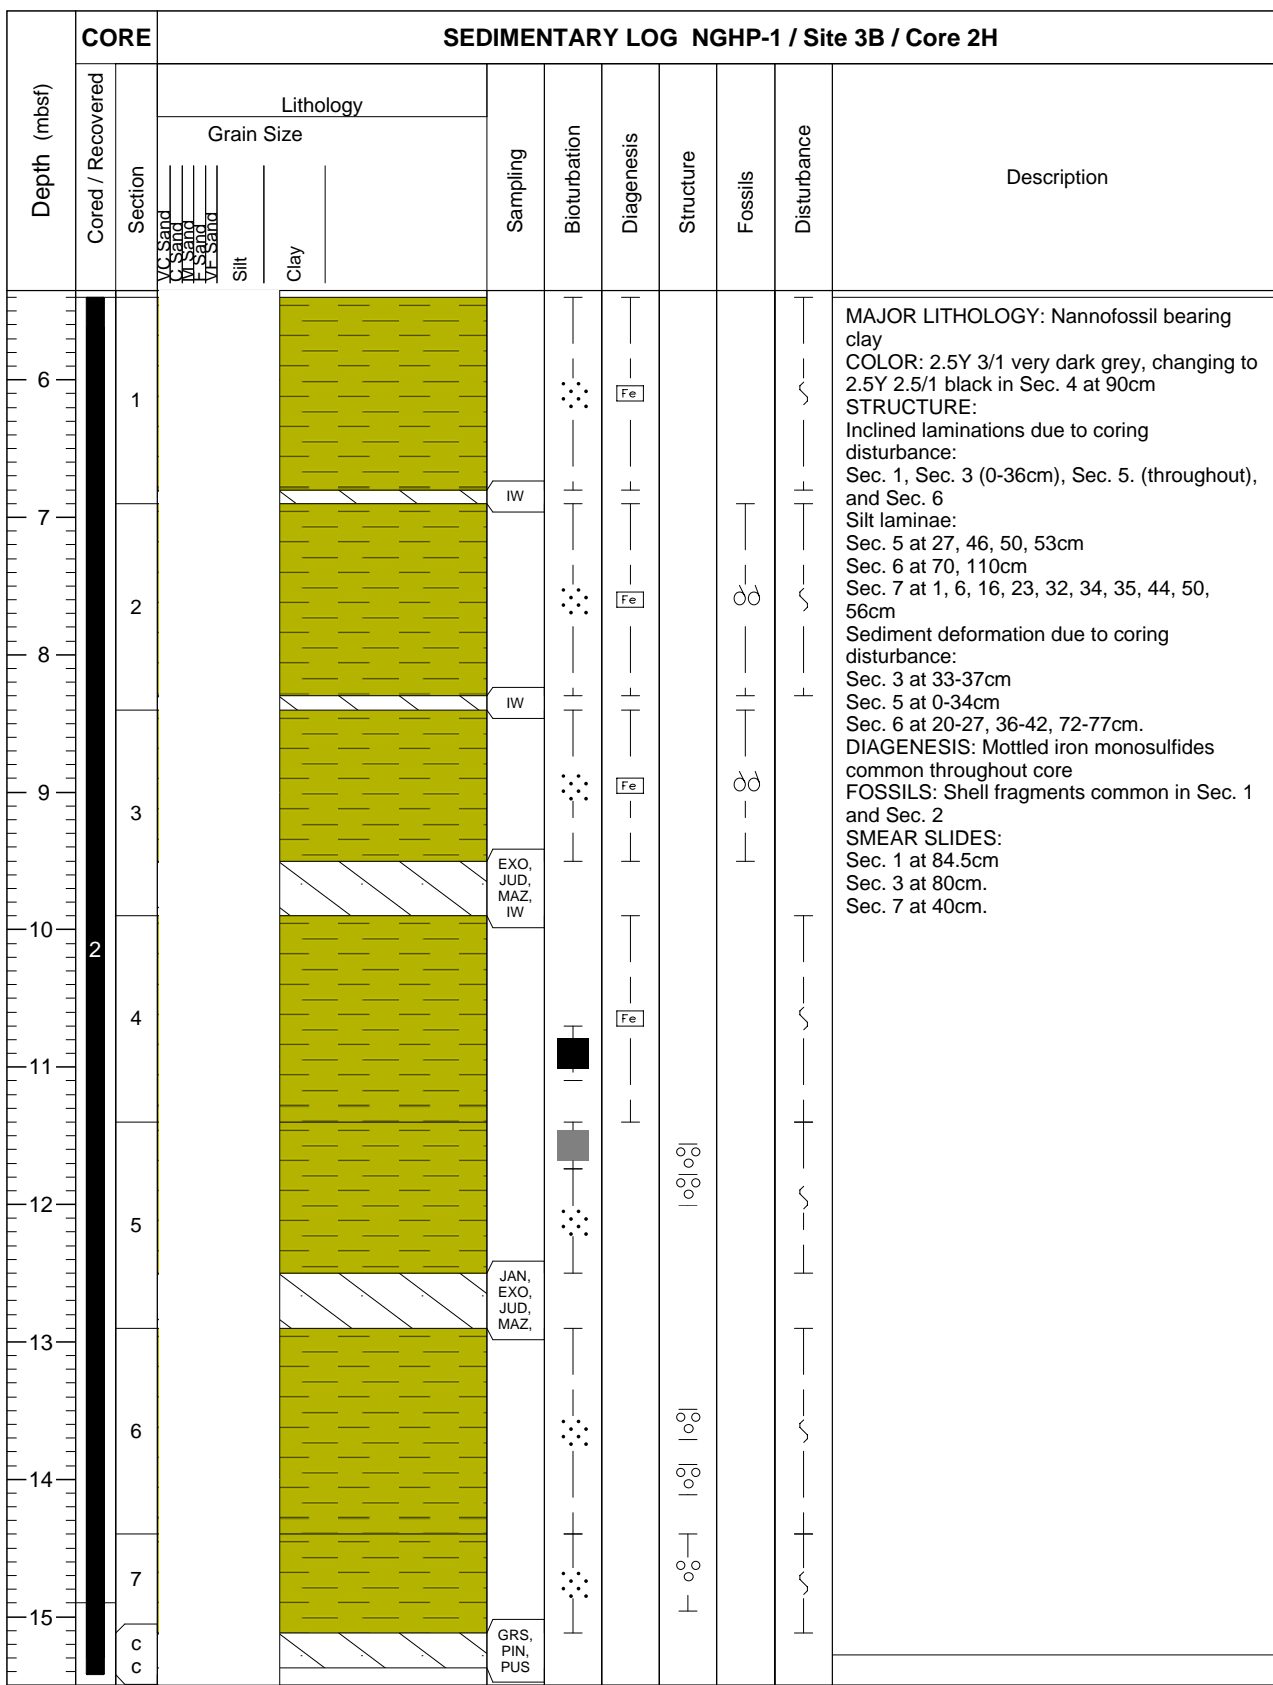 CORE
SEDIMENTARY LOG NGHP-1 / Site 3B / Core 2H
Depth (mbsf)
Cored / Recovered
Section
Lithology
Grain Size
VC Sand
C Sand
M Sand
F Sand
VF Sand
Silt
Clay
Sampling
Bioturbation
Diagenesis
Structure
Fossils
Disturbance
Description
MAJOR LITHOLOGY: Nannofossil bearing
clay
COLOR: 2.5Y 3/1 very dark grey, changing to
2.5Y 2.5/1 black in Sec. 4 at 90cm
STRUCTURE:
Inclined laminations due to coring
disturbance:
Sec. 1, Sec. 3 (0-36cm), Sec. 5. (throughout),
and Sec. 6
Silt laminae:
Sec. 5 at 27, 46, 50, 53cm
Sec. 6 at 70, 110cm
Sec. 7 at 1, 6, 16, 23, 32, 34, 35, 44, 50,
56cm
Sediment deformation due to coring
disturbance:
Sec. 3 at 33-37cm
Sec. 5 at 0-34cm
Sec. 6 at 20-27, 36-42, 72-77cm.
DIAGENESIS: Mottled iron monosulfides
common throughout core
FOSSILS: Shell fragments common in Sec. 1
and Sec. 2
SMEAR SLIDES:
Sec. 1 at 84.5cm
Sec. 3 at 80cm.
Sec. 7 at 40cm.
6
1
Fe
IW
7
2
Fe
8
IW
9
3
Fe
EXO,
JUD,
MAZ,
IW
10
2
4
Fe
11
12
5
JAN,
EXO,
JUD,
MAZ,
13
6
14
7
15
C
C
GRS,
PIN,
PUS